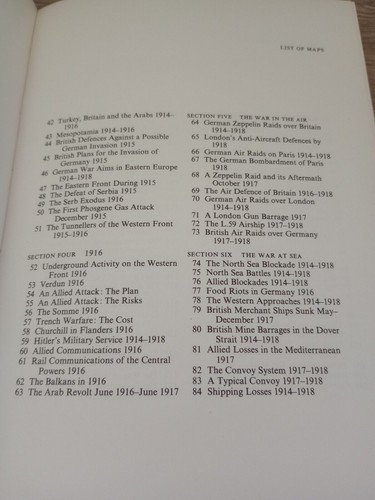 LIST OF MAPS
42 Turkey, Britain and the Arabs 1914–
1916
43 Mesopotamia 1914–1916
44 British Defences Against a Possible
German Invasion 1915
45 British Plans for the Invasion of
Germany 1915
46 German War Aims in Eastern Europe
1914–1918
47 The Eastern Front During 1915
48 The Defeat of Serbia 1915
49 The Serb Exodus 1916
50 The First Phosgene Gas Attack
December 1915
51 The Tunnellers of the Western Front
1915–1916
SECTION FOUR 1916
52 Underground Activity on the Western
Front 1916
53 Verdun 1916
54 An Allied Attack: The Plan
55 An Allied Attack: The Risks
56 The Somme 1916
57 Trench Warfare: The Cost
58 Churchill in Flanders 1916
59 Hitler's Military Service 1914–1918
60 Allied Communications 1916
61 Rail Communications of the Central
Powers 1916
62 The Balkans in 1916
63 The Arab Revolt June 1916–June 1917
SECTION FIVE THE WAR IN THE AIR
64 German Zeppelin Raids over Britain
1914–1918
65 London's Anti-Aircraft Defences by
1918
66 German Air Raids on Paris 1914–1918
67 The German Bombardment of Paris
1918
68 A Zeppelin Raid and its Aftermath
October 1917
69 The Air Defence of Britain 1916–1918
70 German Air Raids over London
1914–1918
71 A London Gun Barrage 1917
72 The L.59 Airship 1917–1918
73 British Air Raids over Germany
1917–1918
SECTION SIX THE WAR AT SEA
74 The North Sea Blockade 1914–1918
75 North Sea Battles 1914–1918
76 Allied Blockades 1914–1918
77 Food Riots in Germany 1916
78 The Western Approaches 1914–1918
79 British Merchant Ships Sunk May–
December 1917
80 British Mine Barrages in the Dover
Strait 1914–1918
81 Allied Losses in the Mediterranean
1917
82 The Convoy System 1917–1918
83 A Typical Convoy 1917–1918
84 Shipping Losses 1914–1918